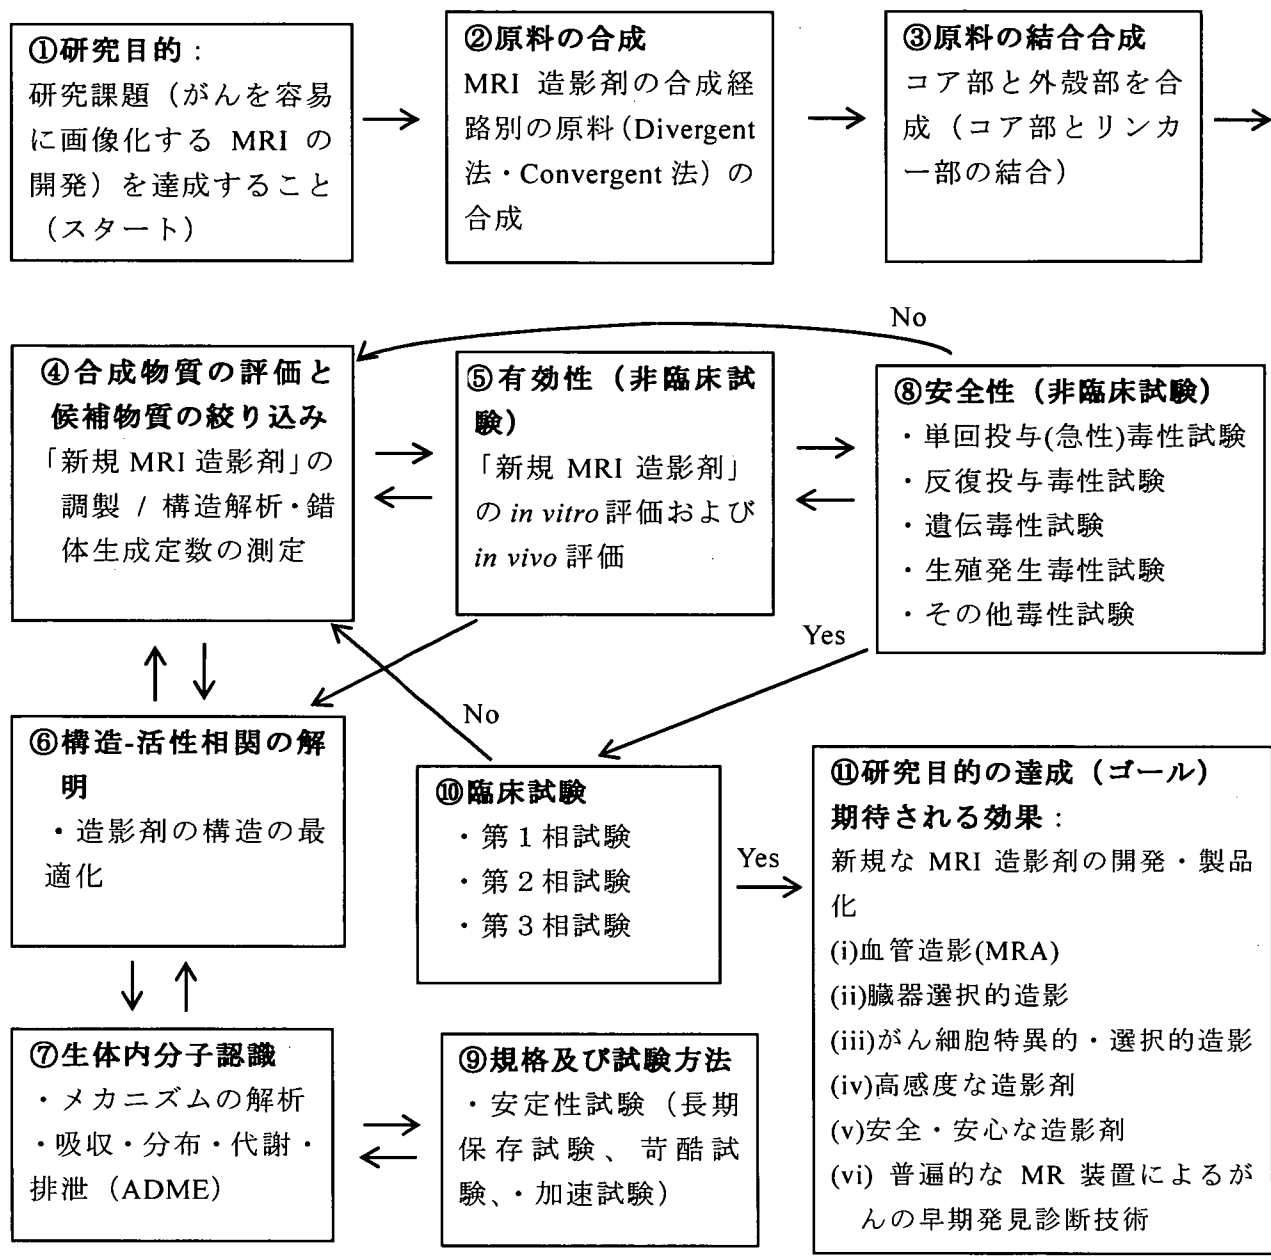 ①研究目的：
研究課題（がんを容易
に画像化する MRI の
開発）を達成すること
（スタート）
②原料の合成
MRI 造影剤の合成経
路別の原料（Divergent
法・Convergent 法）の
合成
③原料の結合合成
コア部と外殻部を合
成（コア部とリンカ
ー部の結合）
No
④合成物質の評価と
候補物質の絞り込み
「新規 MRI 造影剤」の
調製 / 構造解析・錯
体生成定数の測定
⑤有効性（非臨床試
験）
「新規 MRI 造影剤」
の in vitro 評価および
in vivo 評価
⑧安全性（非臨床試験）
・単回投与(急性)毒性試験
・反復投与毒性試験
・遺伝毒性試験
・生殖発生毒性試験
・その他毒性試験
Yes
No
⑥構造-活性相関の解
明
・造影剤の構造の最
適化
⑩臨床試験
・第１相試験
・第２相試験
・第３相試験
Yes
⑪研究目的の達成（ゴール）
期待される効果：
新規な MRI 造影剤の開発・製品
化
(i)血管造影(MRA)
(ii)臓器選択的造影
(iii)がん細胞特異的・選択的造影
(iv)高感度な造影剤
(v)安全・安心な造影剤
(vi) 普遍的な MR 装置によるが
んの早期発見診断技術
⑦生体内分子認識
・メカニズムの解析
・吸収・分布・代謝・
排泄（ADME）
⑨規格及び試験方法
・安定性試験（長期
保存試験、苛酷試
験、・加速試験）